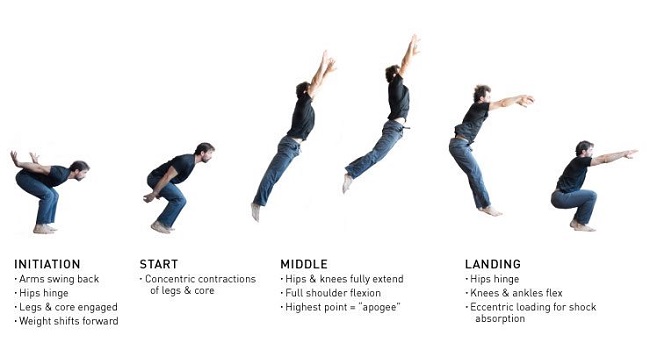 INITIATION
· Arms swing back
· Hips hinge
· Legs & core engaged
· Weight shifts forward
START
· Concentric contractions
of legs & core
MIDDLE
· Hips & knees fully extend
· Full shoulder flexion
· Highest point = “apogee”
LANDING
· Hips hinge
· Knees & ankles flex
· Eccentric loading for shock
absorption